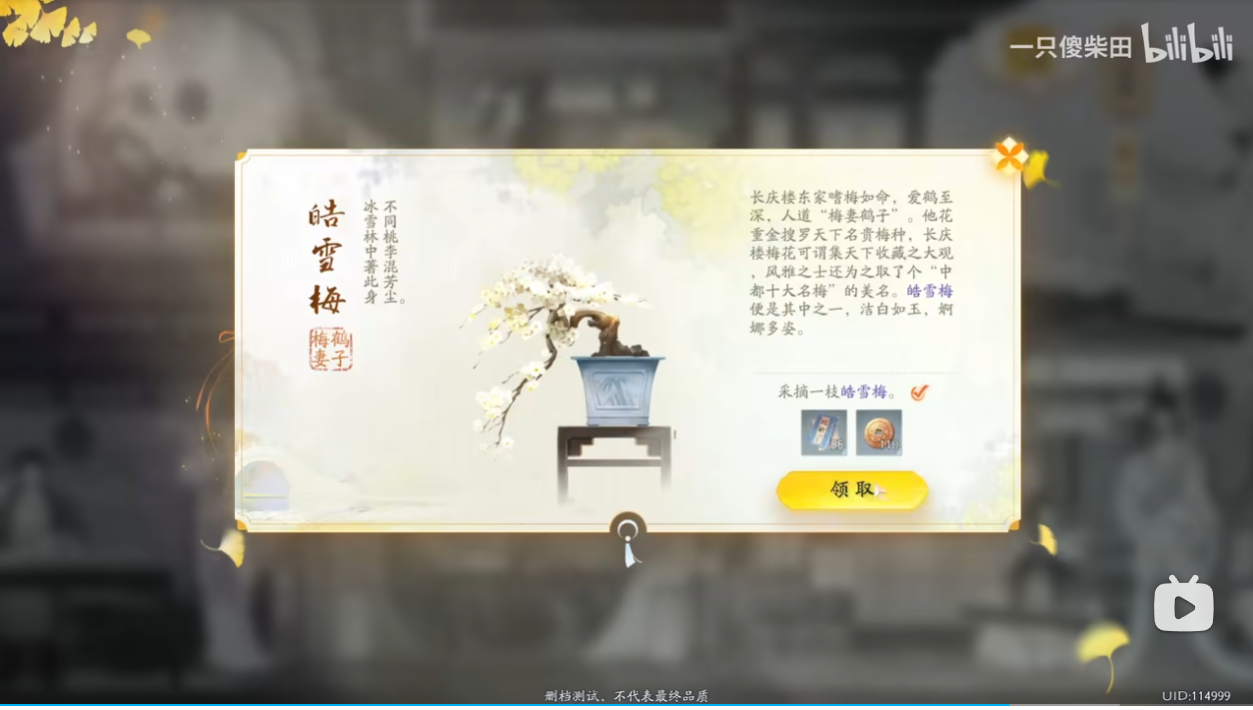 一只傻柴田 bilibili
皓雪梅
不同桃李混芳尘。
冰雪林中著此身
梅妻鹤子
长庆楼东家嗜梅如命,爱鹤至
深,人道“梅妻鹤子”。他花
重金搜罗天下名贵梅种,长庆
楼梅花可谓集天下收藏之大观
,风雅之士还为之取了个“中
都十大名梅”的美名。皓雪梅
便是其中之一,洁白如玉,婀
娜多姿。
采摘一枝皓雪梅。
领取
删档测试,不代表最终品质
UID:114999